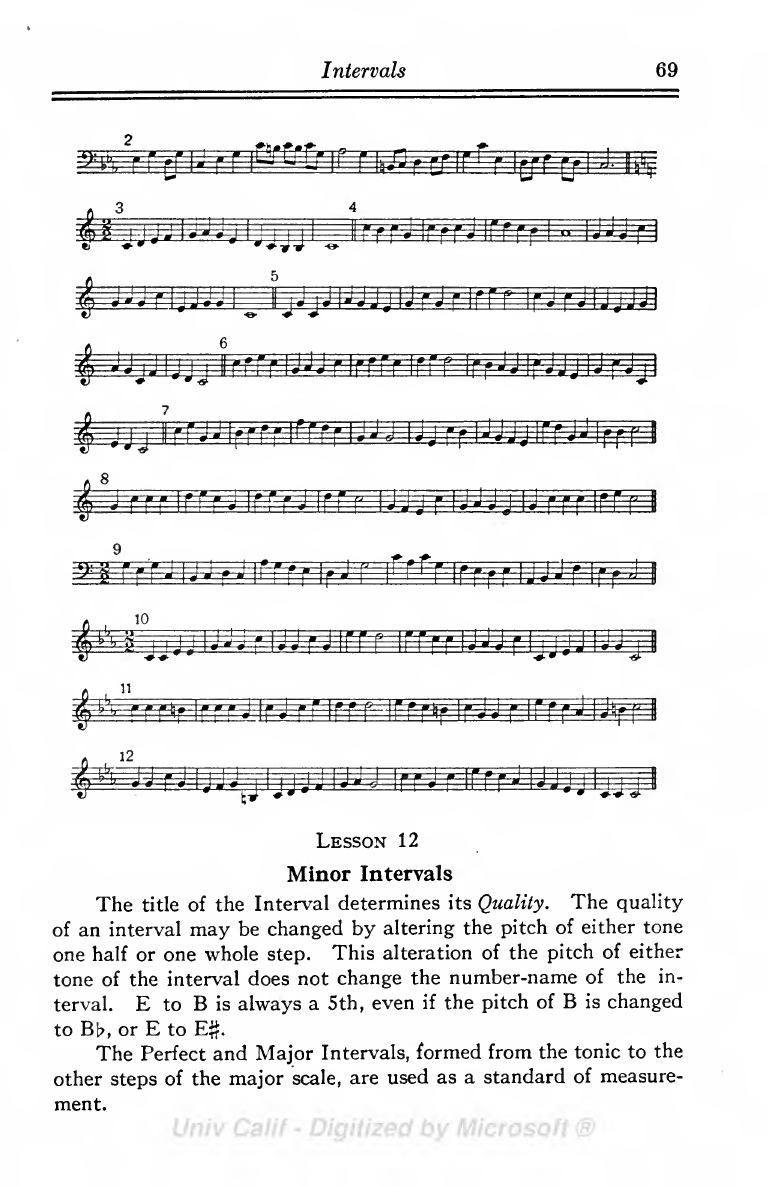 Intervals 69
2
3 4
5
6
7
8
9
10
11
12
Lesson 12
Minor Intervals
The title of the Interval determines its Quality. The quality
of an interval may be changed by altering the pitch of either tone
one half or one whole step. This alteration of the pitch of either
tone of the interval does not change the number-name of the in-
terval. E to B is always a 5th, even if the pitch of B is changed
to B♭, or E to E♯.
The Perfect and Major Intervals, formed from the tonic to the
other steps of the major scale, are used as a standard of measure-
ment.
Univ Calif - Digitized by Microsoft ®